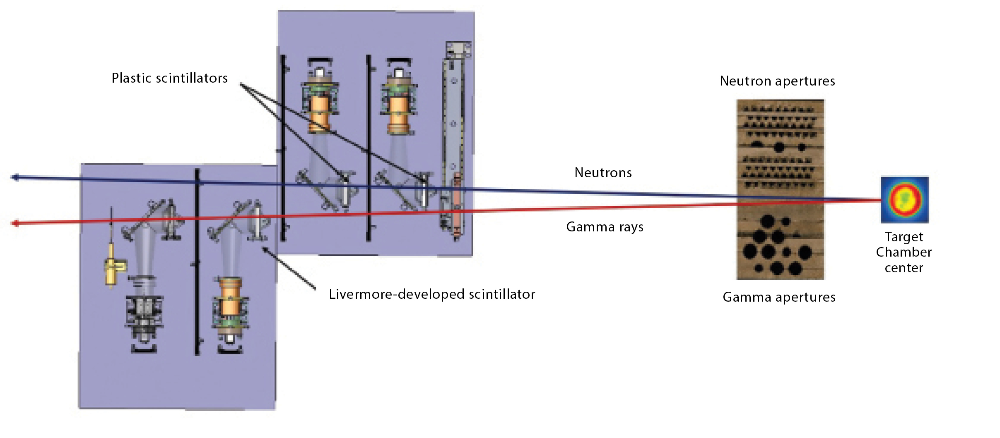 Plastic scintillators
Neutron apertures
Neutrons
Gamma rays
Target
Chamber
center
Livermore-developed scintillator
Gamma apertures